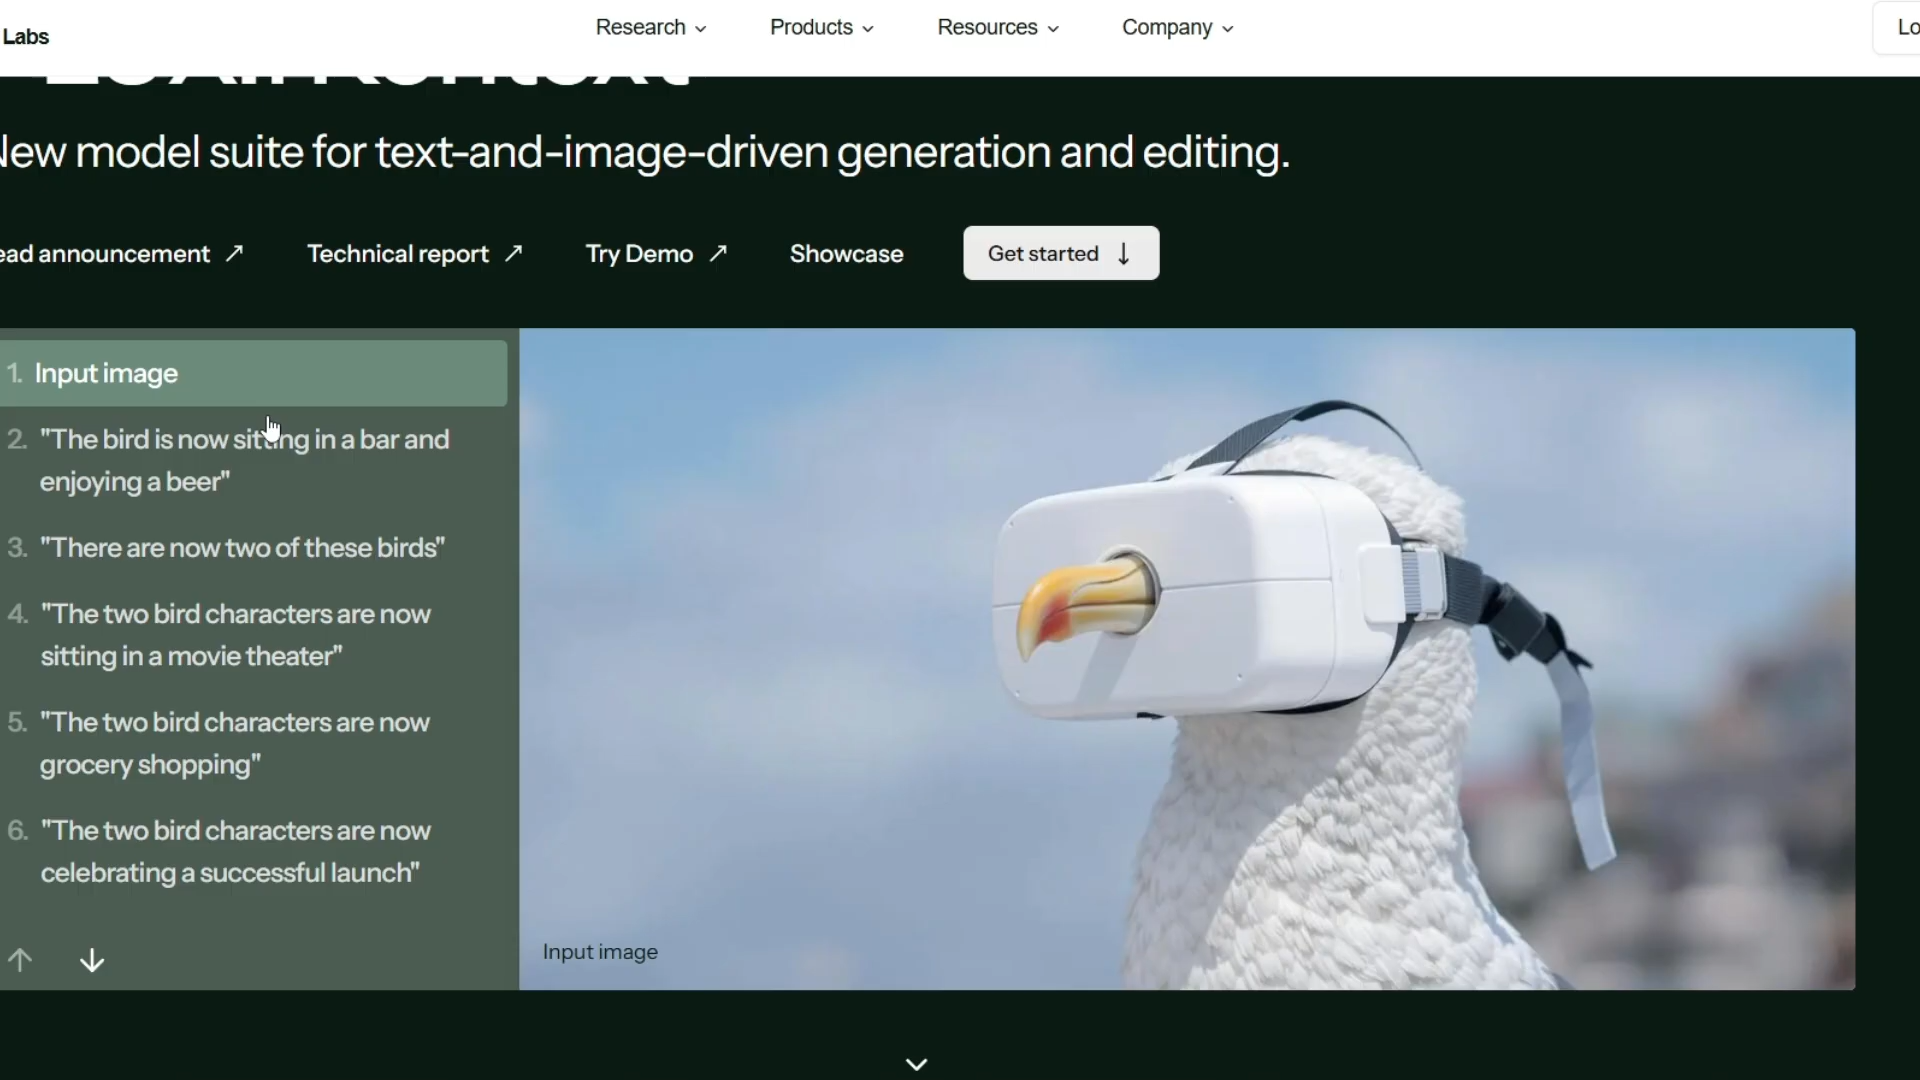 Labs
Research
Products
Resources
Company
Kontext
New model suite for text-and-image-driven generation and editing.
announcement ↗
Technical report ↗
Try Demo ↗
Showcase
Get started ↓
1. Input image
2. "The bird is now sitting in a bar and
enjoying a beer"
3. "There are now two of these birds"
4. "The two bird characters are now
sitting in a movie theater"
5. "The two bird characters are now
grocery shopping"
6. "The two bird characters are now
celebrating a successful launch"
Input image